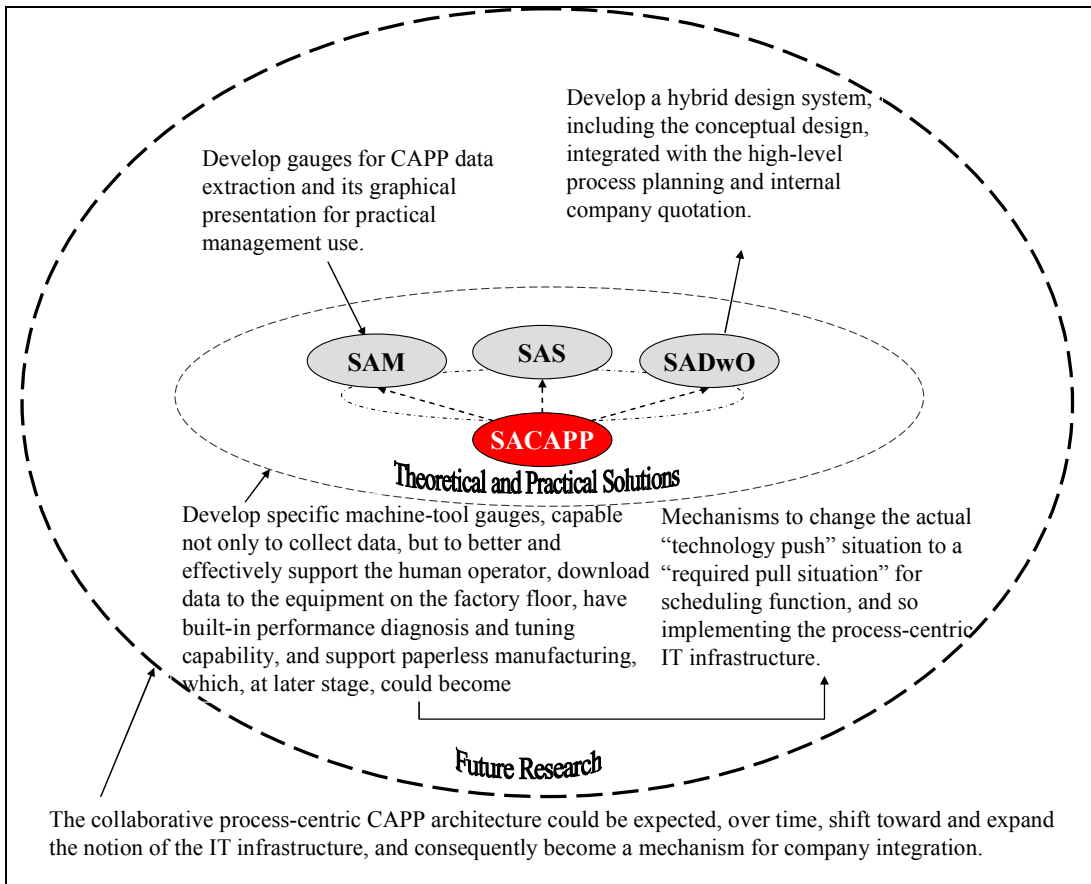 Develop a hybrid design system,
including the conceptual design,
integrated with the high-level
process planning and internal
company quotation.
Develop gauges for CAPP data
extraction and its graphical
presentation for practical
management use.
SAM
SAS
SADwO
SACAPP
Theoretical and Practical Solutions
Develop specific machine-tool gauges, capable
not only to collect data, but to better and
effectively support the human operator, download
data to the equipment on the factory floor, have
built-in performance diagnosis and tuning
capability, and support paperless manufacturing,
which, at later stage, could become
Mechanisms to change the actual
“technology push” situation to a
“required pull situation” for
scheduling function, and so
implementing the process-centric
IT infrastructure.
Future Research
The collaborative process-centric CAPP architecture could be expected, over time, shift toward and expand
the notion of the IT infrastructure, and consequently become a mechanism for company integration.